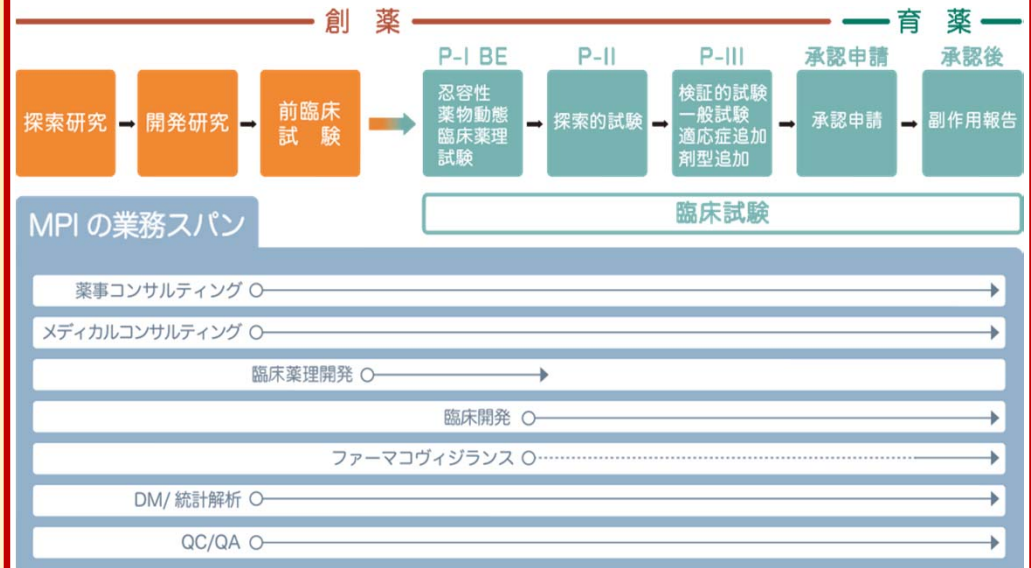 創 薬
育 薬
P-I BE
P-II
P-III
承認申請
承認後
探索研究
開発研究
前臨床
試 験
忍容性
薬物動態
臨床薬理
試験
探索的試験
検証的試験
一般試験
適応症追加
剤型追加
承認申請
副作用報告
臨床試験
MPI の業務スパン
薬事コンサルティング
メディカルコンサルティング
臨床薬理開発
臨床開発
ファーマコヴィジランス
DM/ 統計解析
QC/QA